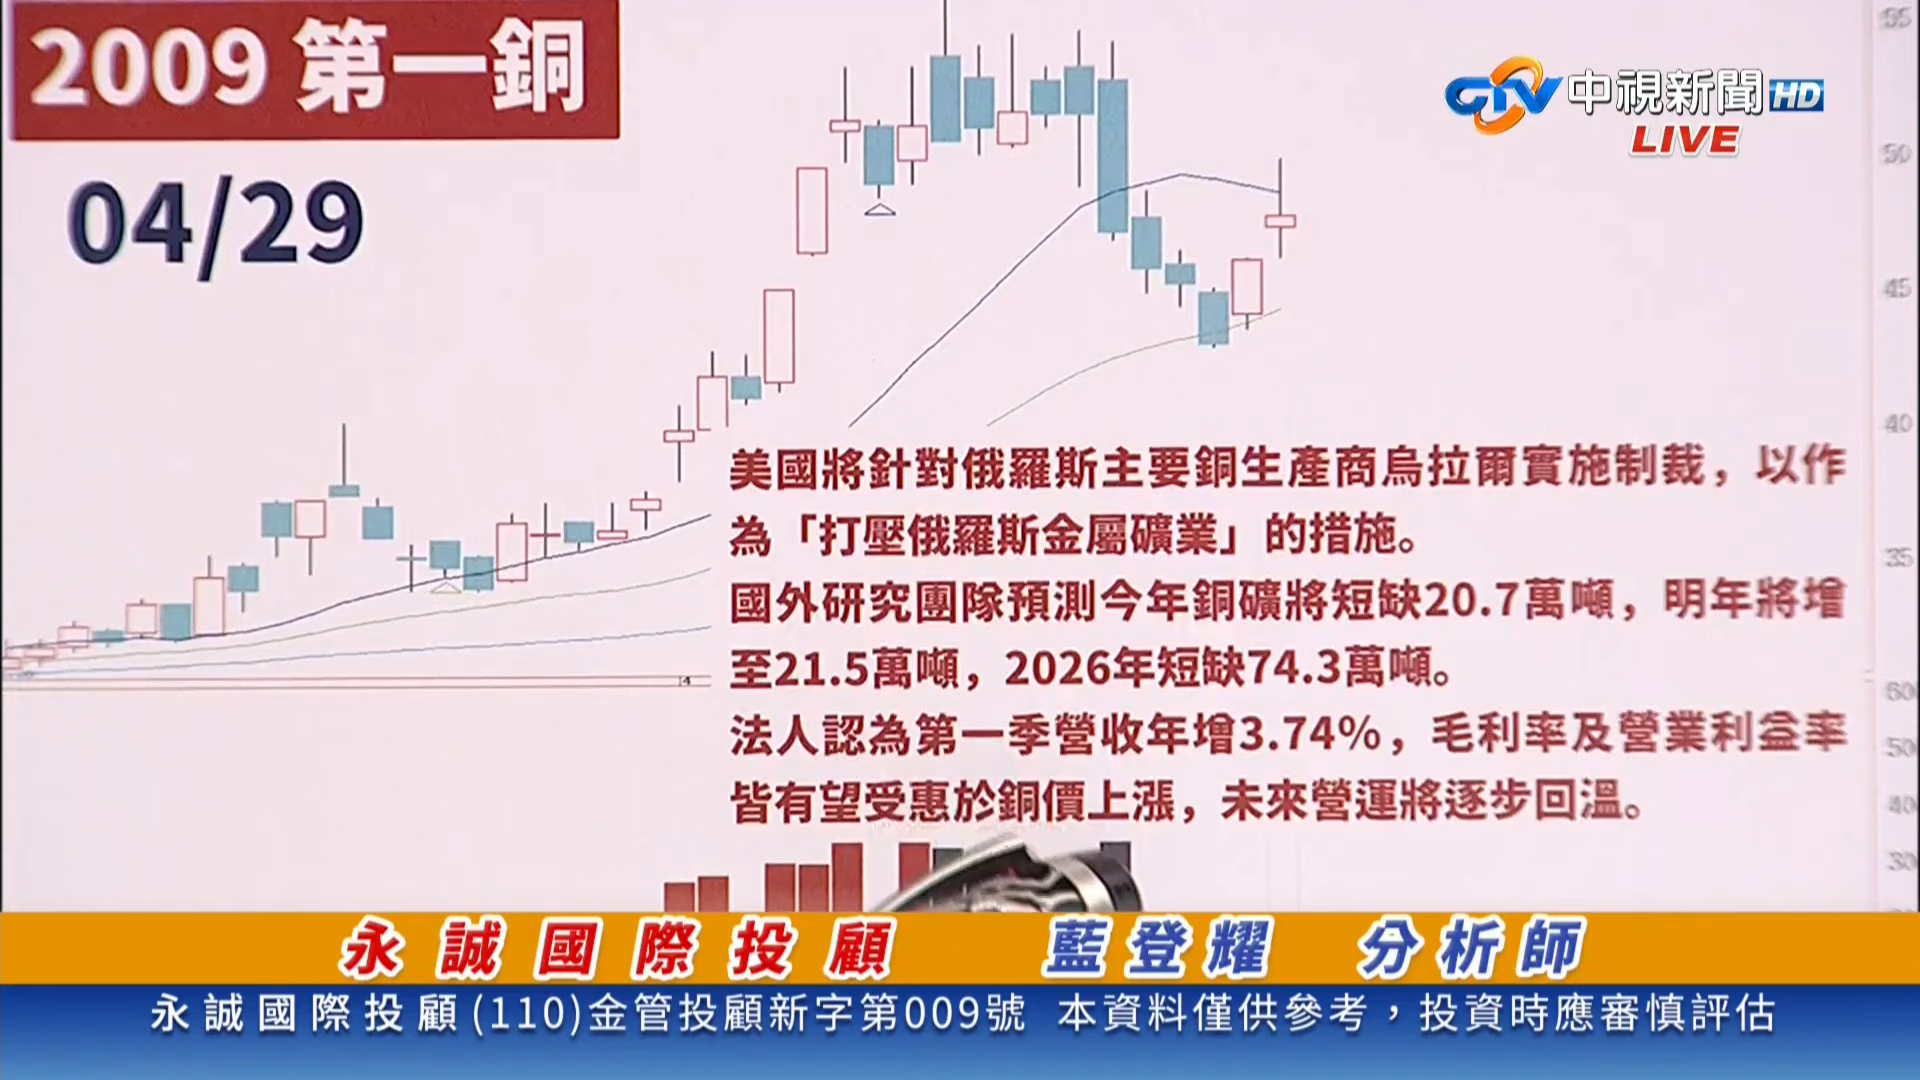 2009 第一銅
04/29
CTV 中視新聞 HD
LIVE
55
50
45
40
35
美國將針對俄羅斯主要銅生產商烏拉爾實施制裁，以作
為「打壓俄羅斯金屬礦業」的措施。
國外研究團隊預測今年銅礦將短缺20.7萬噸，明年將增
至21.5萬噸，2026年短缺74.3萬噸。
4
法人認為第一季營收年增3.74%，毛利率及營業利益率
皆有望受惠於銅價上漲，未來營運將逐步回溫。
永誠國際投顧 藍登耀 分析師
永誠國際投顧(110)金管投顧新字第009號 本資料僅供參考，投資時應審慎評估